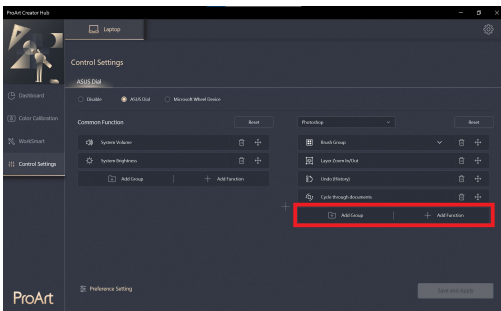 ProArt Creator Hub
Laptop
Control Settings
ASUS Dial
Dashboard
Disable ASUS Dial Microsoft Wheel Device
Color Calibration
Common Function Reset Photoshop Reset
WorkSmart
System Volume Brush Group
Control Settings
System Brightness Layer Zoom In/Out
Add Group Add Function Undo (History)
Cycle through documents
Add Group Add Function
Preference Setting Save and Apply
ProArt